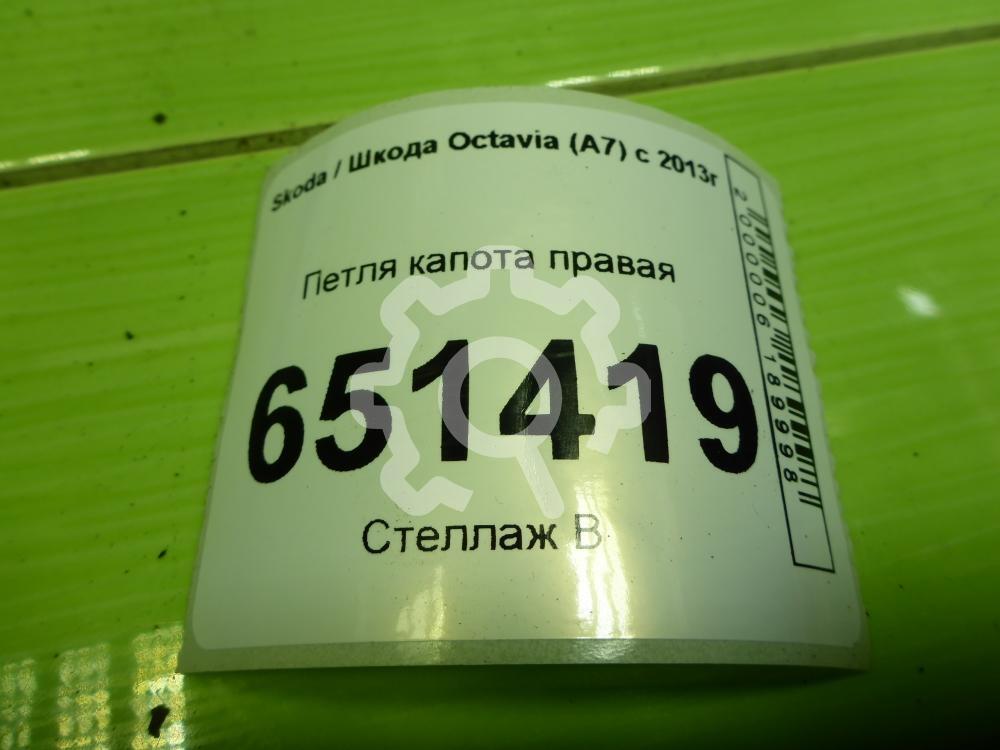 Skoda / Шкода Octavia (A7) с 2013г
Петля капота правая
651419
Стеллаж В
2000006189998